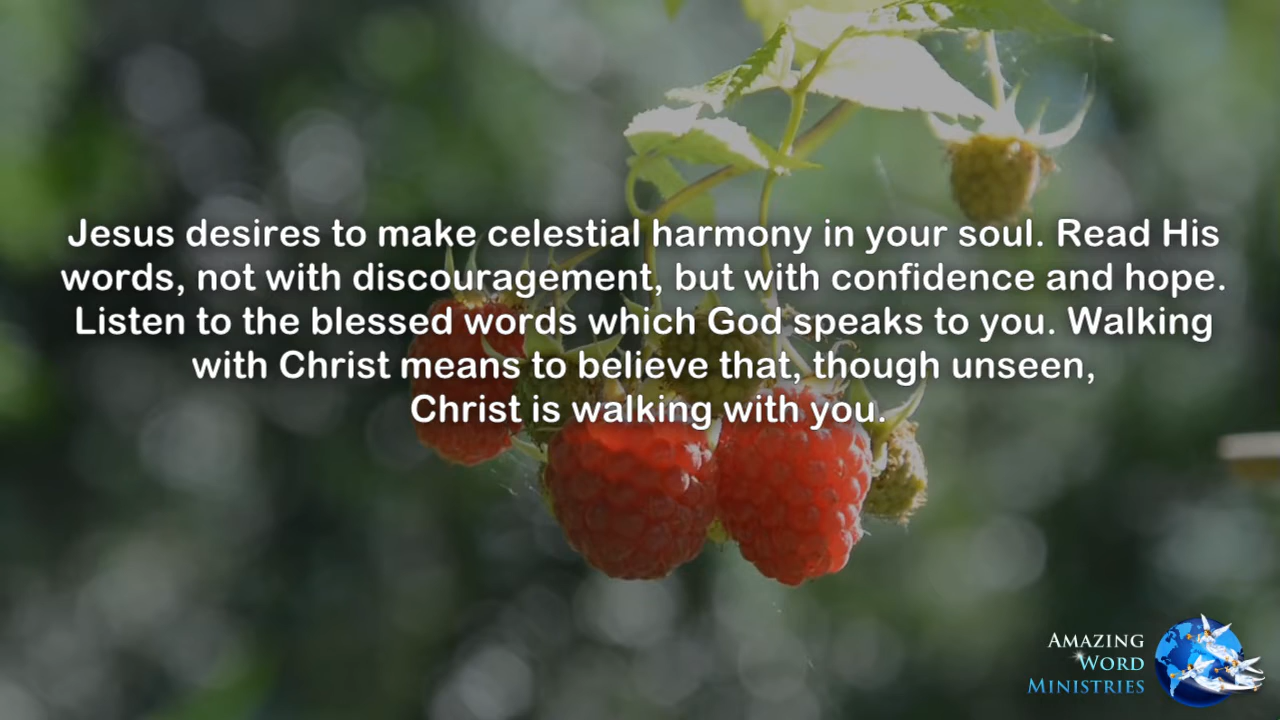 Jesus desires to make celestial harmony in your soul. Read His
words, not with discouragement, but with confidence and hope.
Listen to the blessed words which God speaks to you. Walking
with Christ means to believe that, though unseen,
Christ is walking with you.
AMAZING
WORD
MINISTRIES